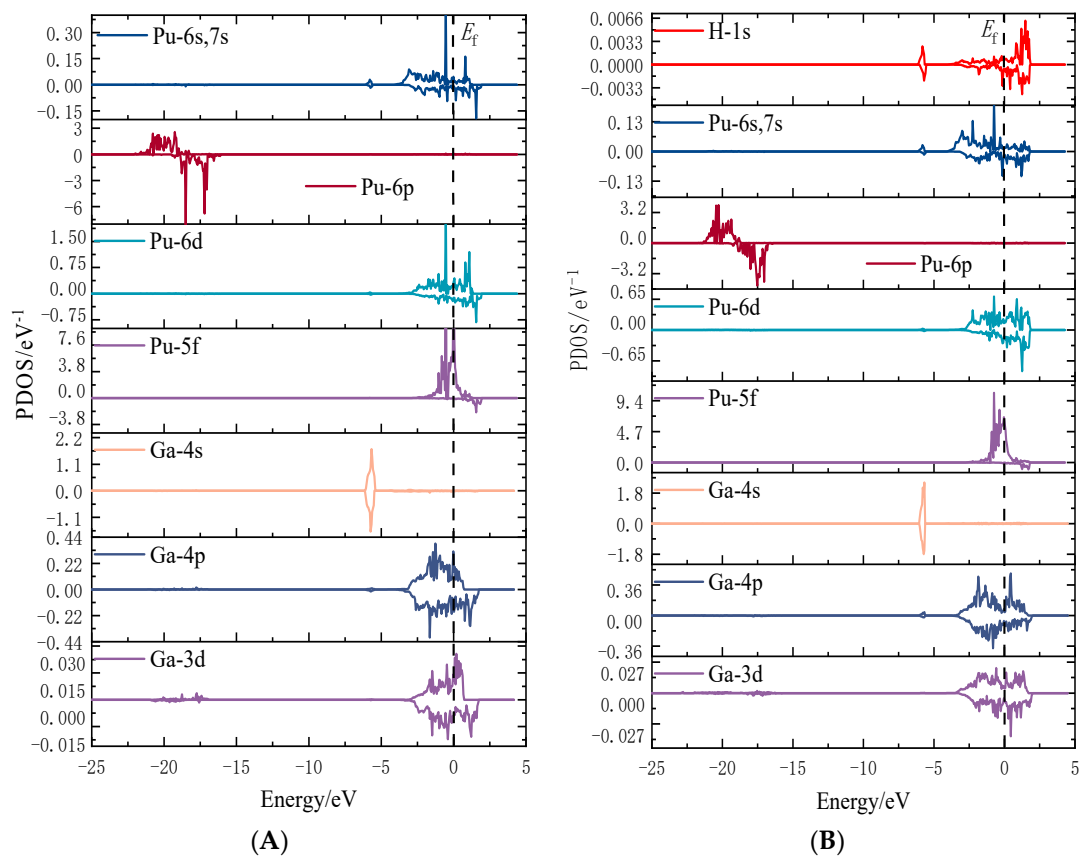 PDOS/eV⁻¹
0.30
0.15
0.00
-0.15
Pu-6s,7s
E_f
3
0
-3
-6
Pu-6p
1.50
0.75
0.00
-0.75
Pu-6d
7.6
3.8
0.0
-3.8
Pu-5f
2.2
1.1
0.0
-1.1
Ga-4s
0.44
0.22
0.00
-0.22
-0.44
Ga-4p
0.030
0.015
0.000
-0.015
Ga-3d
-25 -20 -15 -10 -5 0 5
Energy/eV
(A)
PDOS/eV⁻¹
0.0066
0.0033
0.0000
-0.0033
H-1s
E_f
0.13
0.00
-0.13
Pu-6s,7s
3.2
0.0
-3.2
Pu-6p
0.65
0.00
-0.65
Pu-6d
9.4
4.7
0.0
Pu-5f
1.8
0.0
-1.8
Ga-4s
0.36
0.00
-0.36
Ga-4p
0.027
0.000
-0.027
Ga-3d
-25 -20 -15 -10 -5 0 5
Energy/eV
(B)